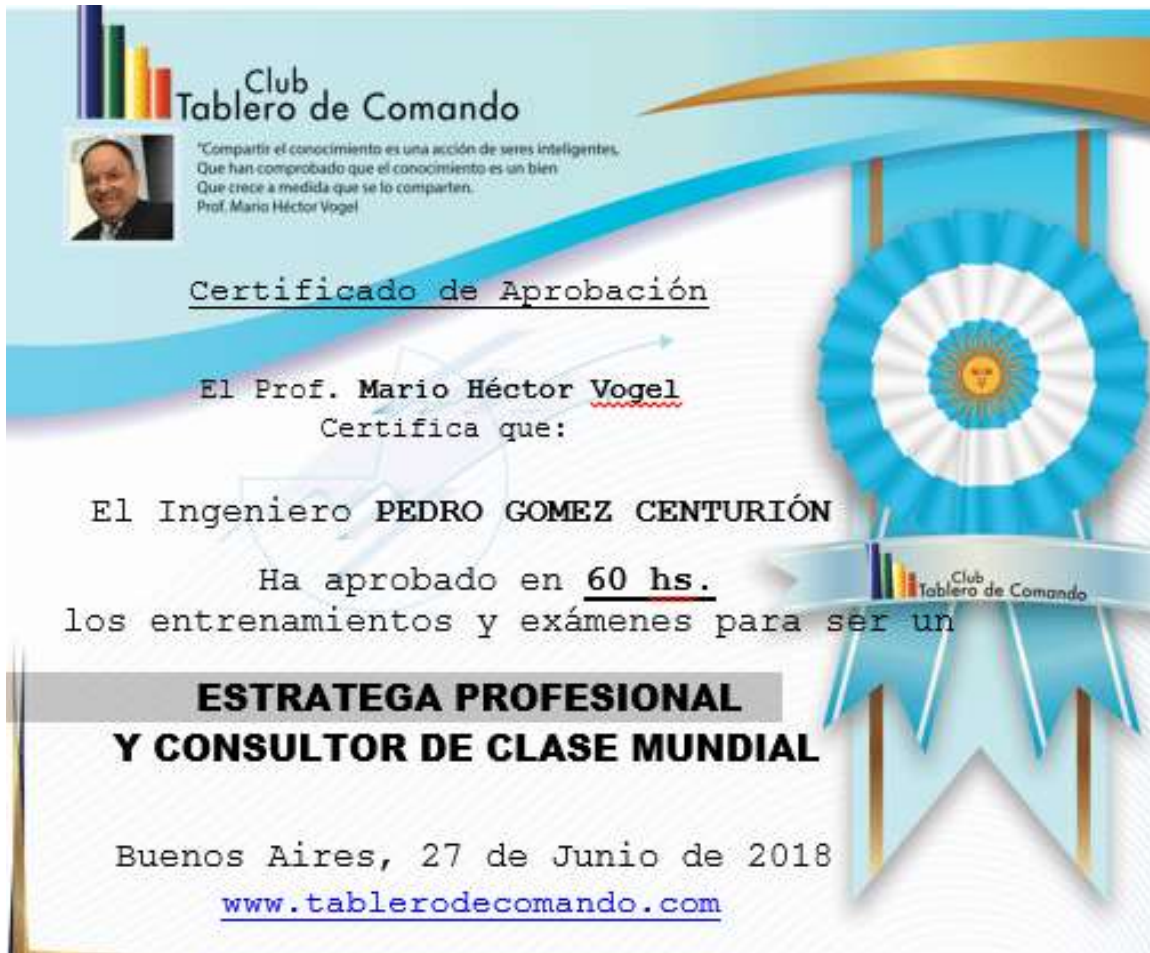 Club
Tablero de Comando
"Compartir el conocimiento es una acción de seres inteligentes,
Que han comprobado que el conocimiento es un bien
Que crece a medida que se lo comparten.
Prof. Mario Héctor Vogel
Certificado de Aprobación
El Prof. Mario Héctor Vogel
Certifica que:
El Ingeniero PEDRO GOMEZ CENTURIÓN
Ha aprobado en 60 hs.
Club
Tablero de Comando
los entrenamientos y exámenes para ser un
ESTRATEGA PROFESIONAL
Y CONSULTOR DE CLASE MUNDIAL
Buenos Aires, 27 de Junio de 2018
www.tablerodecomando.com